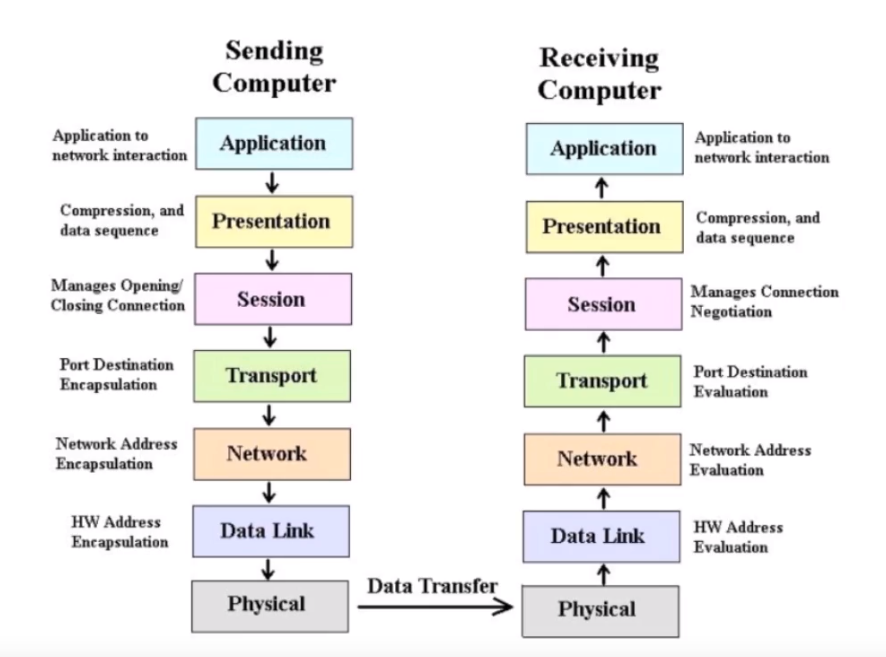 Sending
Computer
Receiving
Computer
Application to
network interaction
Application
Application
Application to
network interaction
Compression, and
data sequence
Presentation
Presentation
Compression, and
data sequence
Manages Opening/
Closing Connection
Session
Session
Manages Connection
Negotiation
Port Destination
Encapsulation
Transport
Transport
Port Destination
Evaluation
Network Address
Encapsulation
Network
Network
Network Address
Evaluation
HW Address
Encapsulation
Data Link
Data Link
HW Address
Evaluation
Physical
Data Transfer
Physical